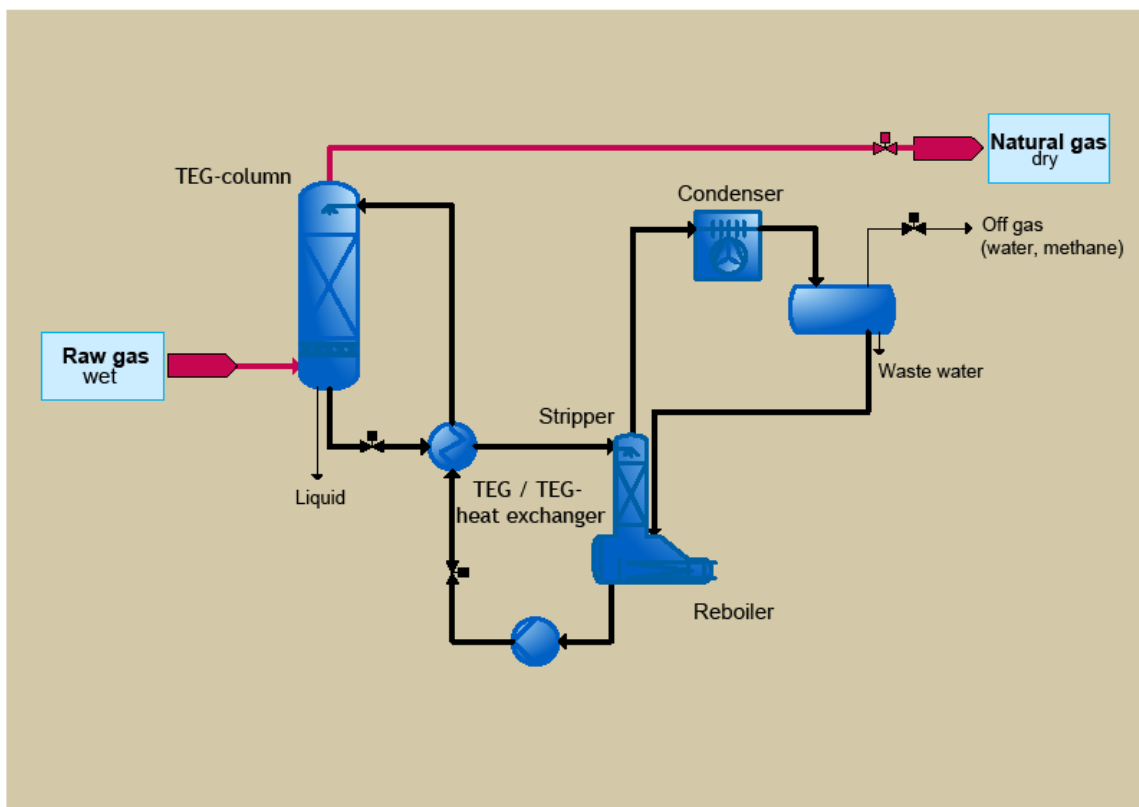 Natural gas
dry
TEG-column
Condenser
Off gas
(water, methane)
Raw gas
wet
Waste water
Stripper
Liquid
TEG / TEG-
heat exchanger
Reboiler